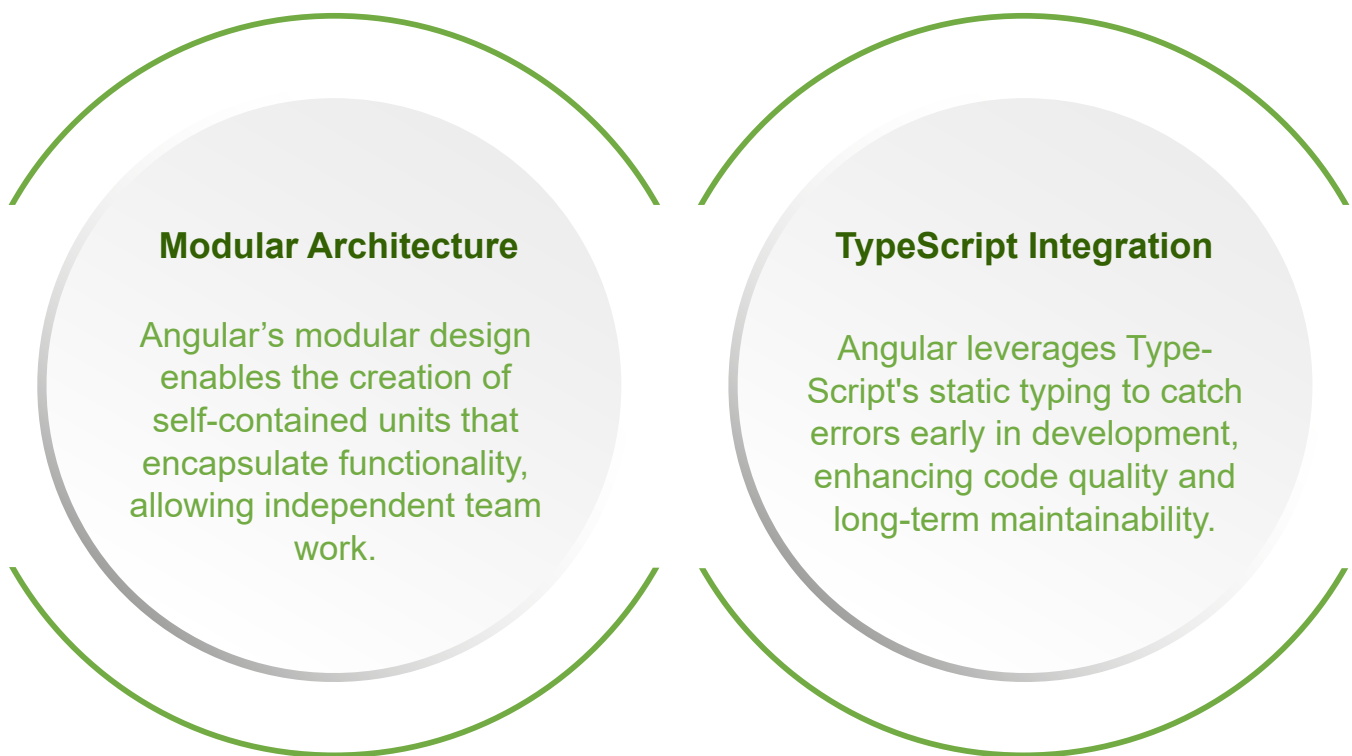 Modular Architecture
Angular’s modular design
enables the creation of
self-contained units that
encapsulate functionality,
allowing independent team
work.
TypeScript Integration
Angular leverages Type-
Script's static typing to catch
errors early in development,
enhancing code quality and
long-term maintainability.